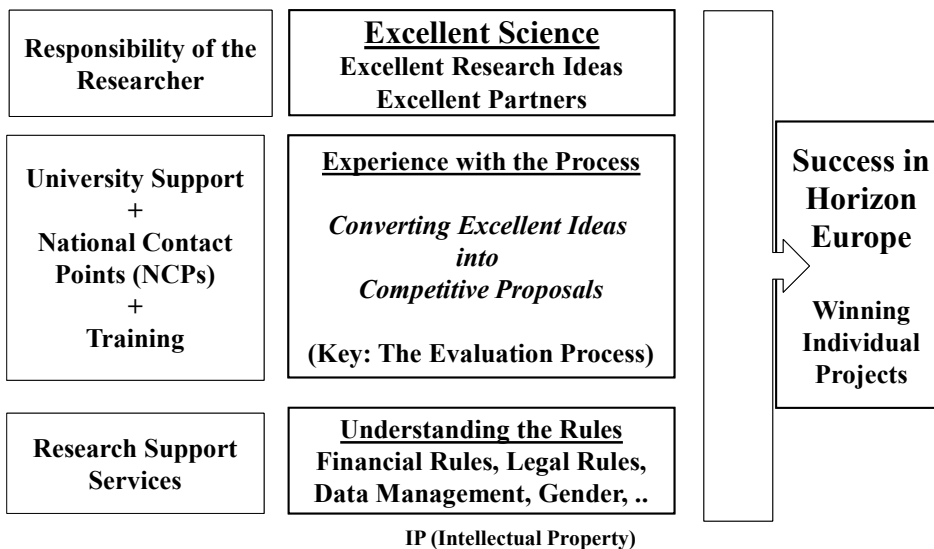 Responsibility of the
Researcher
Excellent Science
Excellent Research Ideas
Excellent Partners
University Support
+
National Contact
Points (NCPs)
+
Training
Experience with the Process
Converting Excellent Ideas
into
Competitive Proposals
(Key: The Evaluation Process)
Research Support
Services
Understanding the Rules
Financial Rules, Legal Rules,
Data Management, Gender, ..
IP (Intellectual Property)
Success in
Horizon
Europe
Winning
Individual
Projects